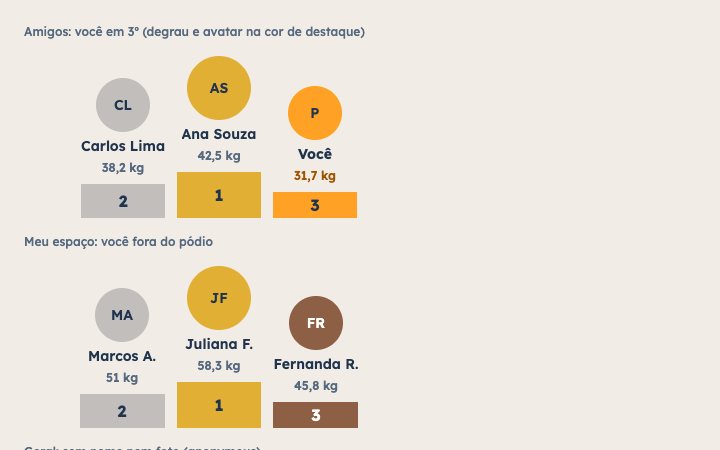 Amigos: você em 3º (degrau e avatar na cor de destaque)
CL
AS
P
Carlos Lima
Ana Souza
Você
38,2 kg
42,5 kg
31,7 kg
2
1
3
Meu espaço: você fora do pódio
MA
JF
FR
Marcos A.
Juliana F.
Fernanda R.
51 kg
58,3 kg
45,8 kg
2
1
3